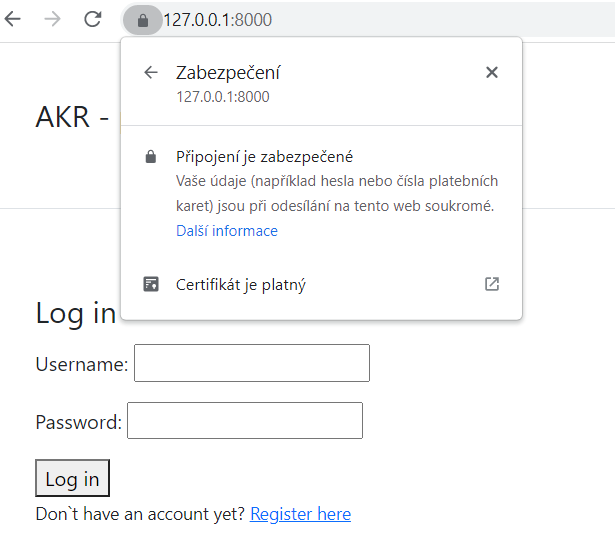 127.0.0.1:8000
Zabezpečení
127.0.0.1:8000
AKR -
Připojení je zabezpečené
Vaše údaje (například hesla nebo čísla platebních
karet) jsou při odesílání na tento web soukromé.
Další informace
Certifikát je platný
Log in
Username:
Password:
Log in
Don`t have an account yet? Register here